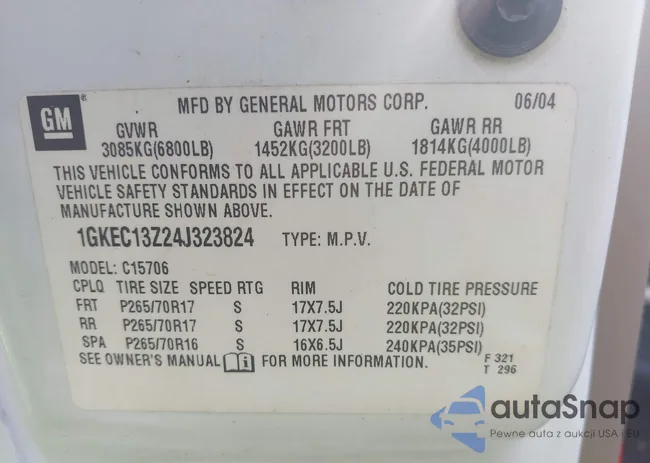 GM ® MFD BY GENERAL MOTORS CORP. 06/04
GVWR GAWR FRT GAWR RR
3085KG(6800LB) 1452KG(3200LB) 1814KG(4000LB)
THIS VEHICLE CONFORMS TO ALL APPLICABLE U.S. FEDERAL MOTOR
VEHICLE SAFETY STANDARDS IN EFFECT ON THE DATE OF
MANUFACTURE SHOWN ABOVE.
1GKEC13Z24J323824 TYPE: M.P.V.
MODEL: C15706
CPLQ TIRE SIZE SPEED RTG RIM COLD TIRE PRESSURE
FRT P265/70R17 S 17X7.5J 220KPA(32PSI)
RR P265/70R17 S 17X7.5J 220KPA(32PSI)
SPA P265/70R16 S 16X6.5J 240KPA(35PSI)
SEE OWNER'S MANUAL i FOR MORE INFORMATION.
F 321
T 296
autaSnap
Pewne auta z aukcji USA i EU